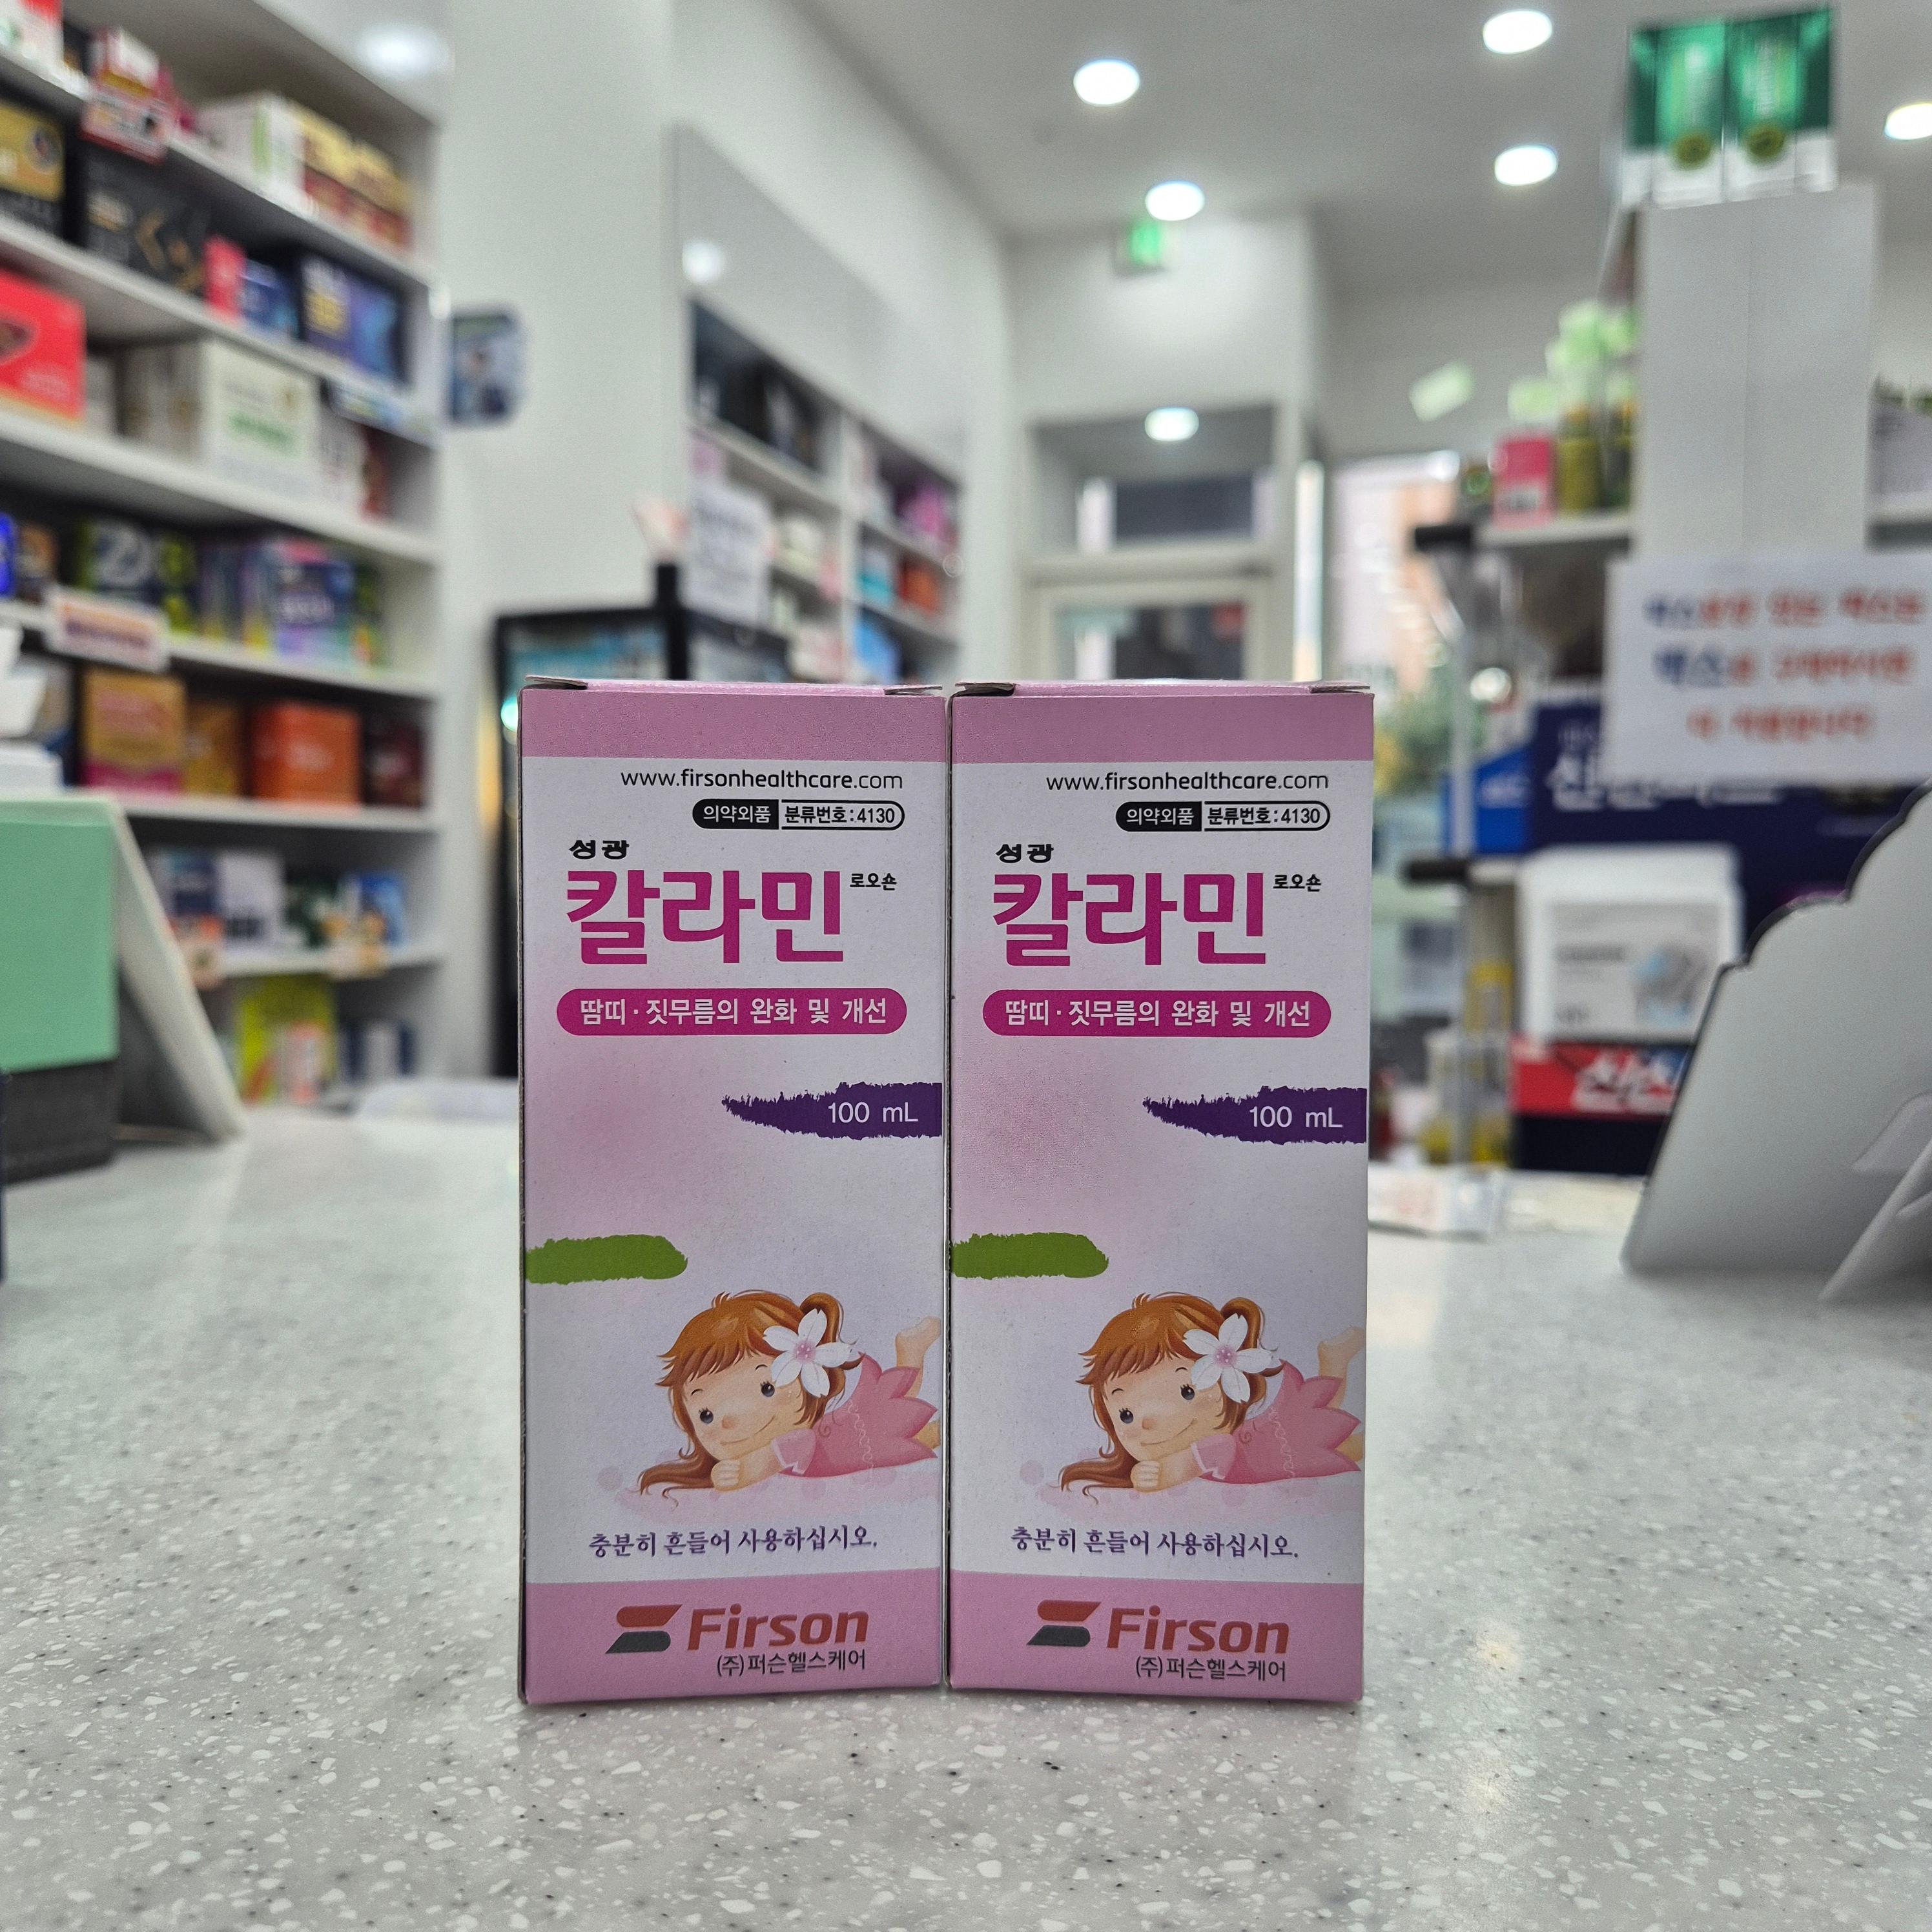 www.firsonhealthcare.com
의약외품 분류번호:4130
성광
칼라민 로오숀
땀띠·짓무름의 완화 및 개선
100 mL
충분히 흔들어 사용하십시오.
Firson
(주)퍼슨헬스케어
www.firsonhealthcare.com
의약외품 분류번호:4130
성광
칼라민 로오숀
땀띠·짓무름의 완화 및 개선
100 mL
충분히 흔들어 사용하십시오.
Firson
(주)퍼슨헬스케어